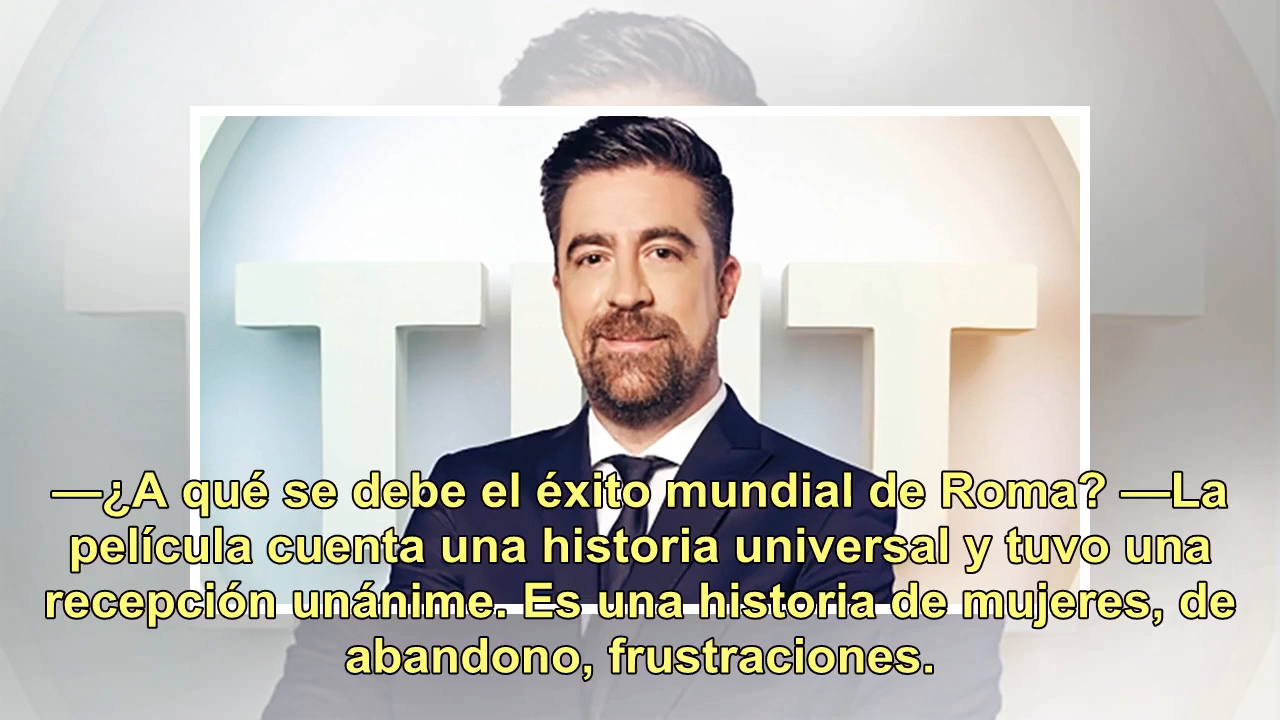 TNT
—¿A qué se debe el éxito mundial de Roma? —La
película cuenta una historia universal y tuvo una
recepción unánime. Es una historia de mujeres, de
abandono, frustraciones.